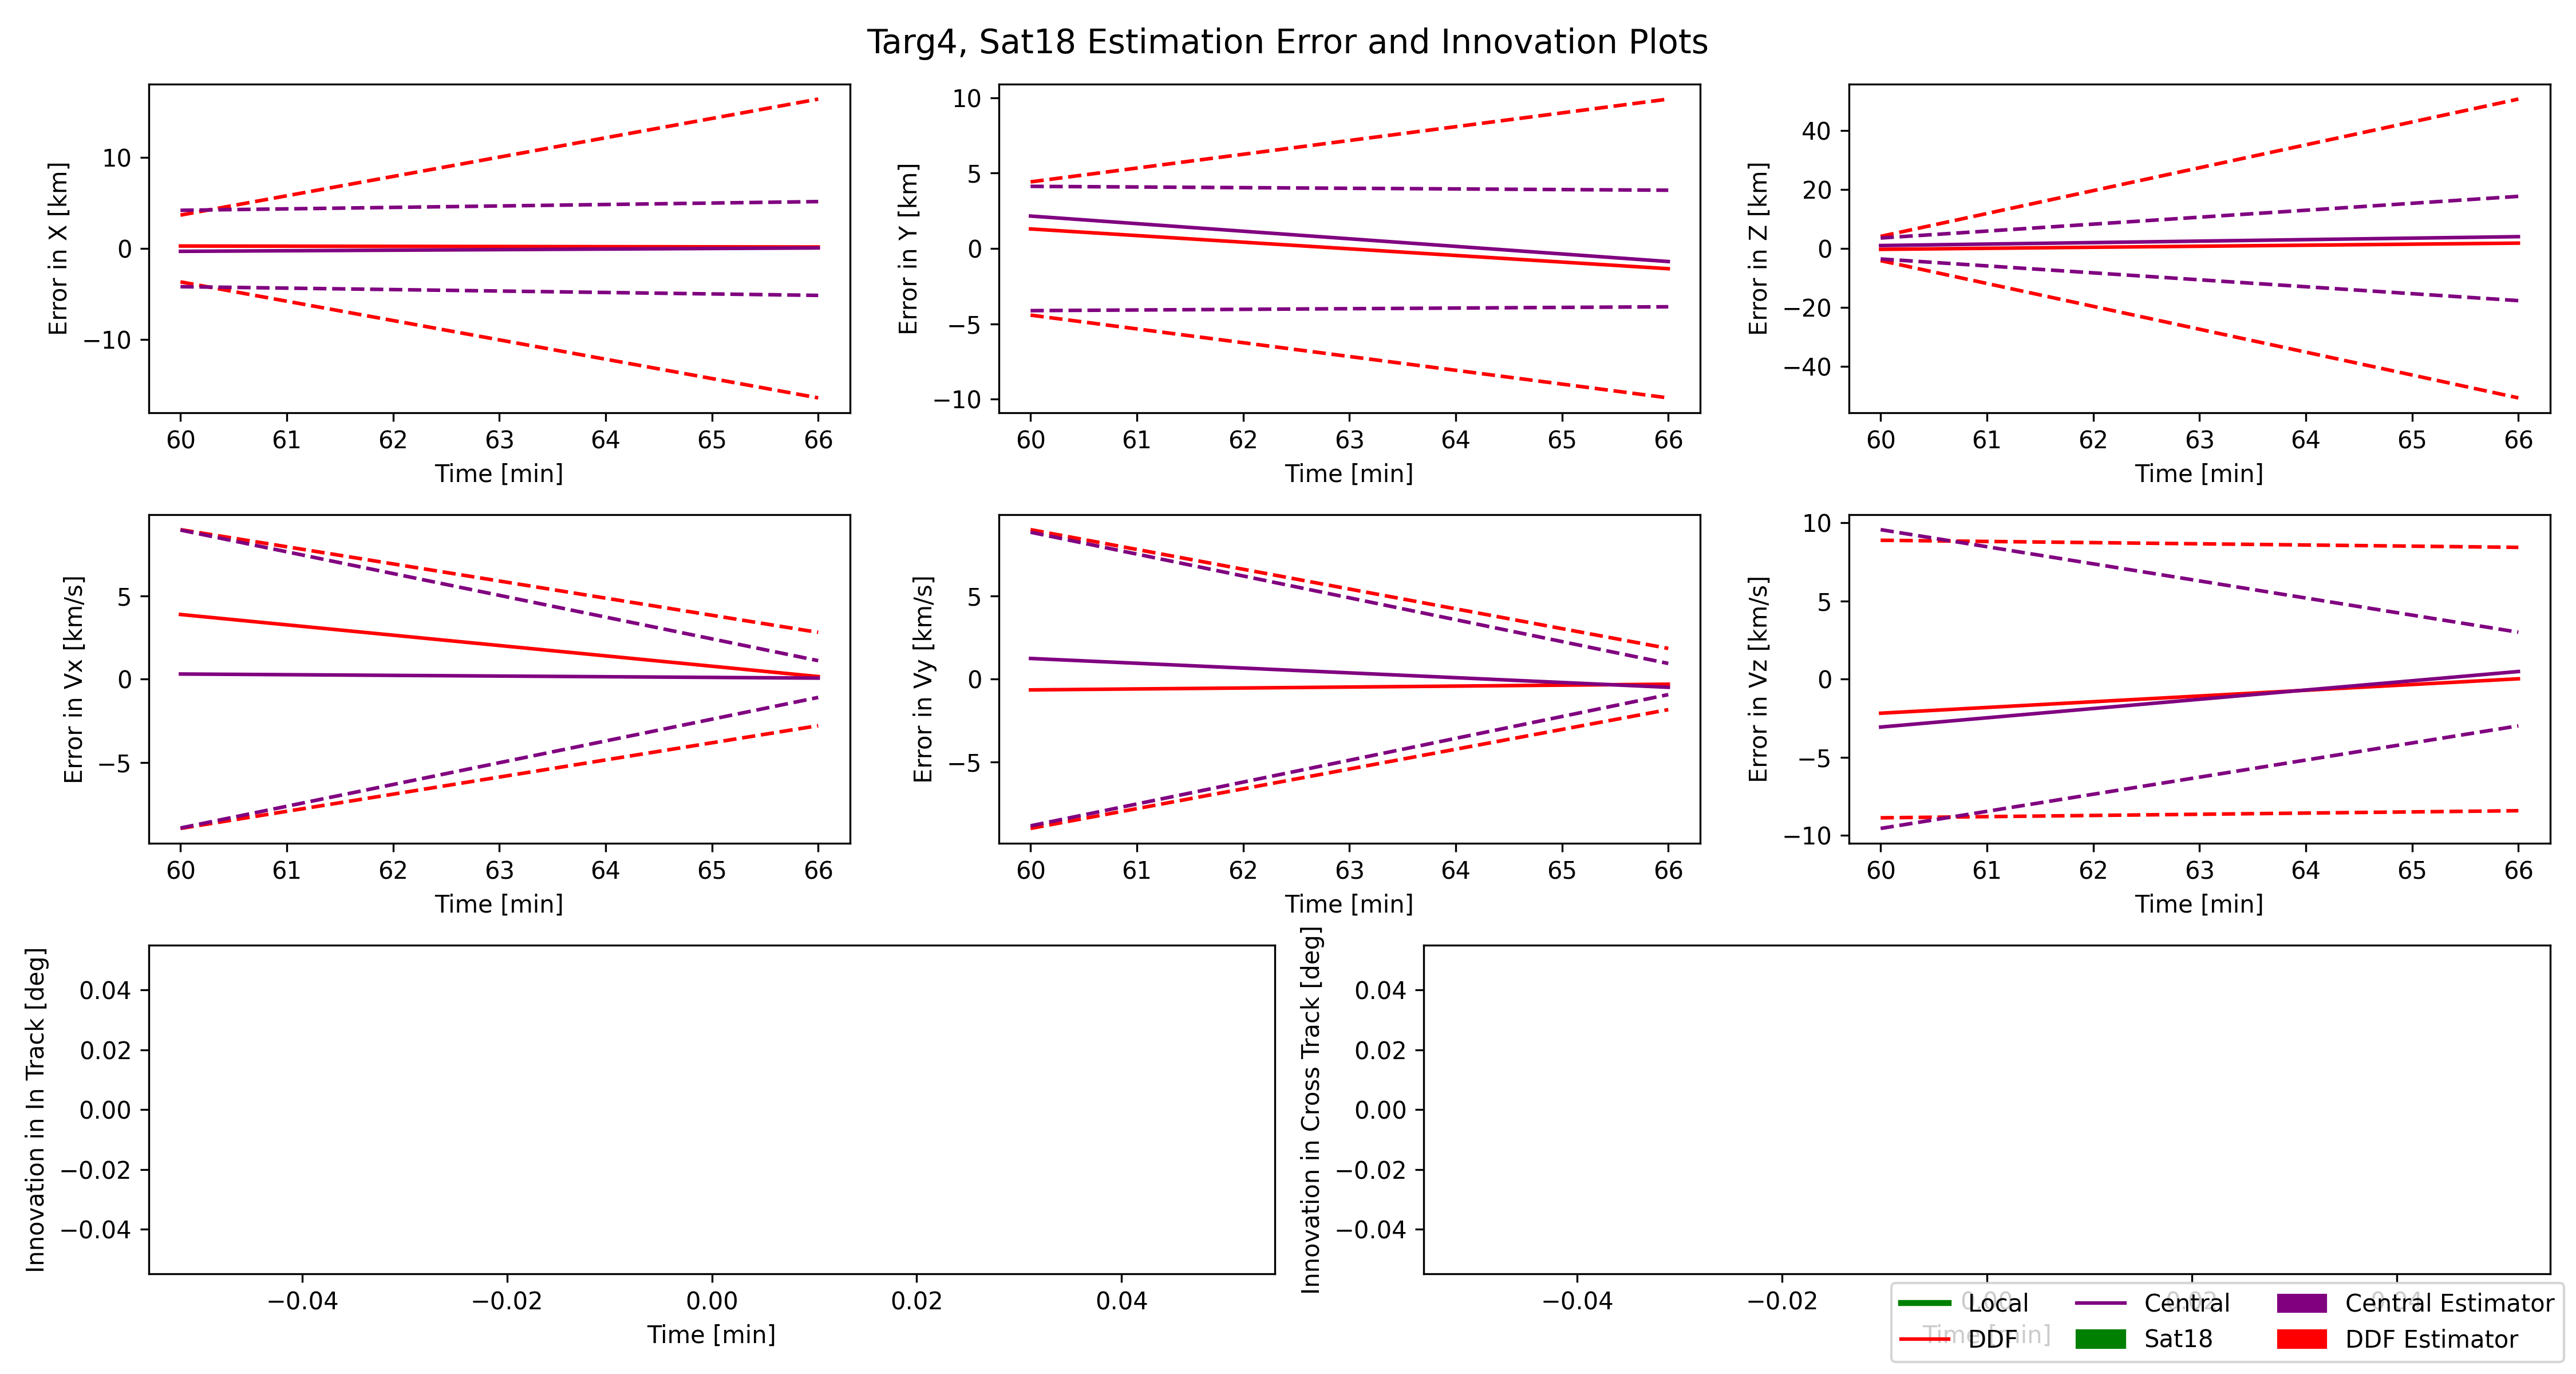 Targ4, Sat18 Estimation Error and Innovation Plots
Error in X [km]
10
0
−10
60 61 62 63 64 65 66
Time [min]
Error in Y [km]
10
5
0
−5
−10
60 61 62 63 64 65 66
Time [min]
Error in Z [km]
40
20
0
−20
−40
60 61 62 63 64 65 66
Time [min]
Error in Vx [km/s]
5
0
−5
60 61 62 63 64 65 66
Time [min]
Error in Vy [km/s]
5
0
−5
60 61 62 63 64 65 66
Time [min]
Error in Vz [km/s]
10
5
0
−5
−10
60 61 62 63 64 65 66
Time [min]
Innovation in In Track [deg]
0.04
0.02
0.00
−0.02
−0.04
−0.04 −0.02 0.00 0.02 0.04
Time [min]
Innovation in Cross Track [deg]
0.04
0.02
0.00
−0.02
−0.04
−0.04 −0.02 0.00 0.02 0.04
Time [min]
Local Central Central Estimator
DDF Sat18 DDF Estimator